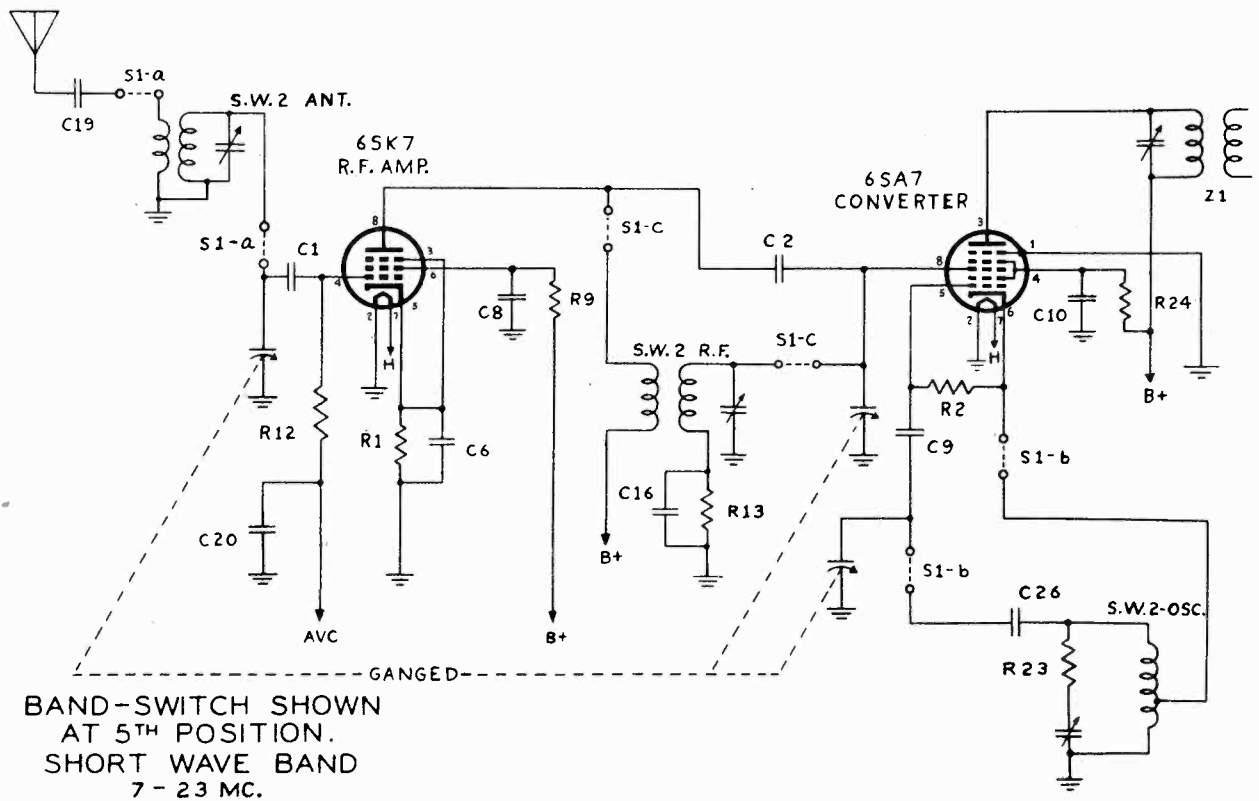 S1-a
C19
S.W.2 ANT.
6SK7
R.F. AMP.
6SA7
CONVERTER
Z1
S1-a
C1
S1-C
C2
8
3
6
4
2
7
5
H
C8
R9
3
1
8
4
5
2
7
6
H
C10
R24
S.W.2 R.F.
S1-C
B+
R12
R1
C6
R2
C9
S1-b
C20
C16
R13
B+
S1-b
C26
S.W.2-OSC.
AVC
B+
R23
GANGED
BAND-SWITCH SHOWN
AT 5TH POSITION.
SHORT WAVE BAND
7 - 23 MC.